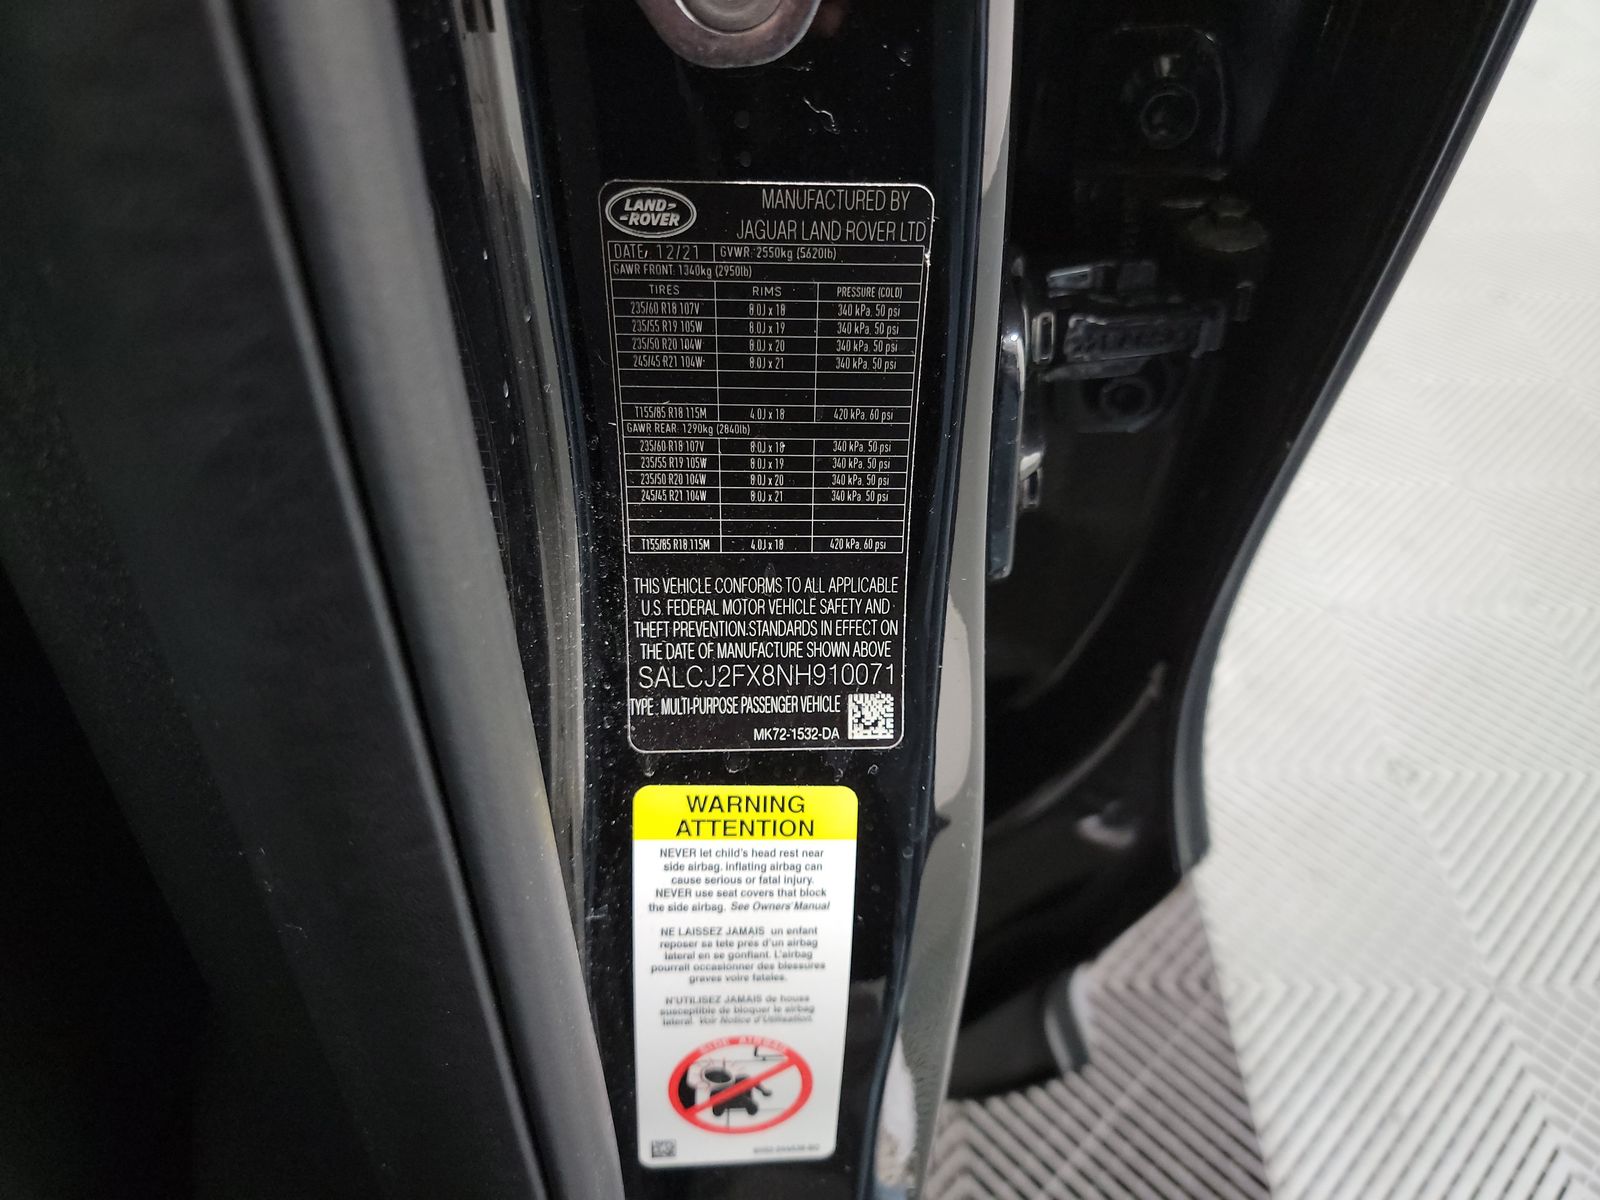 LAND-
-ROVER
MANUFACTURED BY
JAGUAR LAND ROVER LTD
DATE: 12/21 GVWR: 2550kg (5620lb)
GAWR FRONT: 1340kg (2950lb)
TIRES RIMS PRESSURE (COLD)
235/60 R18 107V 8.0J x 18 340 kPa, 50 psi
235/55 R19 105W 8.0J x 19 340 kPa, 50 psi
235/50 R20 104W 8.0J x 20 340 kPa, 50 psi
245/45 R21 104W 8.0J x 21 340 kPa, 50 psi
T155/85 R18 115M 4.0J x 18 420 kPa, 60 psi
GAWR REAR: 1290kg (2840lb)
235/60 R18 107V 8.0J x 18 340 kPa, 50 psi
235/55 R19 105W 8.0J x 19 340 kPa, 50 psi
235/50 R20 104W 8.0J x 20 340 kPa, 50 psi
245/45 R21 104W 8.0J x 21 340 kPa, 50 psi
T155/85 R18 115M 4.0J x 18 420 kPa, 60 psi
THIS VEHICLE CONFORMS TO ALL APPLICABLE
U.S. FEDERAL MOTOR VEHICLE SAFETY AND
THEFT PREVENTION STANDARDS IN EFFECT ON
THE DATE OF MANUFACTURE SHOWN ABOVE
SALCJ2FX8NH910071
TYPE : MULTI-PURPOSE PASSENGER VEHICLE
MK72-1532-DA
WARNING
ATTENTION
NEVER let child's head rest near
side airbag, inflating airbag can
cause serious or fatal injury.
NEVER use seat covers that block
the side airbag. See Owners' Manual
NE LAISSEZ JAMAIS un enfant
reposer sa tete près d'un airbag
lateral en se gonflant. L'airbag
pourrait occasionner des blessures
graves voire fatales.
N'UTILISEZ JAMAIS de house
susceptible de bloquer le airbag
lateral. Voir Notice d'Utilisation.
SIDE AIRBAG